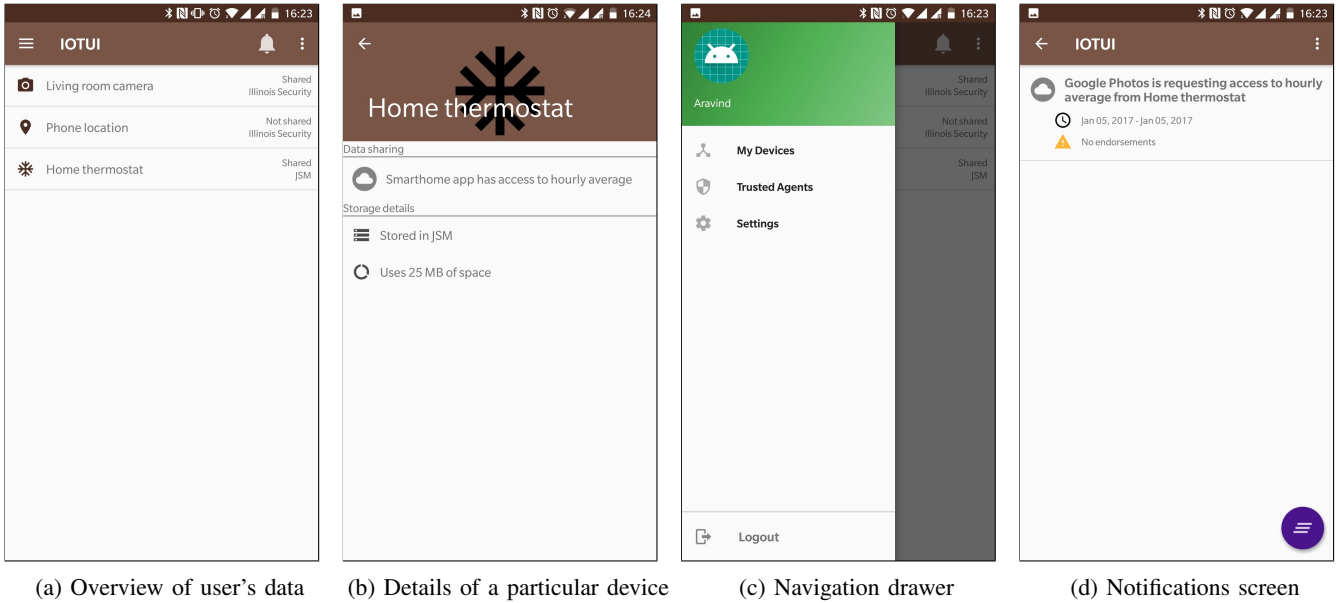 16:23
IOTUI
Living room camera
Shared
Illinois Security
Phone location
Not shared
Illinois Security
Home thermostat
Shared
JSM
(a) Overview of user's data
16:24
Home thermostat
Data sharing
Smarthome app has access to hourly average
Storage details
Stored in JSM
Uses 25 MB of space
(b) Details of a particular device
16:23
Aravind
My Devices
Trusted Agents
Settings
Logout
Shared
Illinois Security
Not shared
Illinois Security
Shared
JSM
(c) Navigation drawer
16:23
IOTUI
Google Photos is requesting access to hourly
average from Home thermostat
Jan 05, 2017 - Jan 05, 2017
No endorsements
(d) Notifications screen